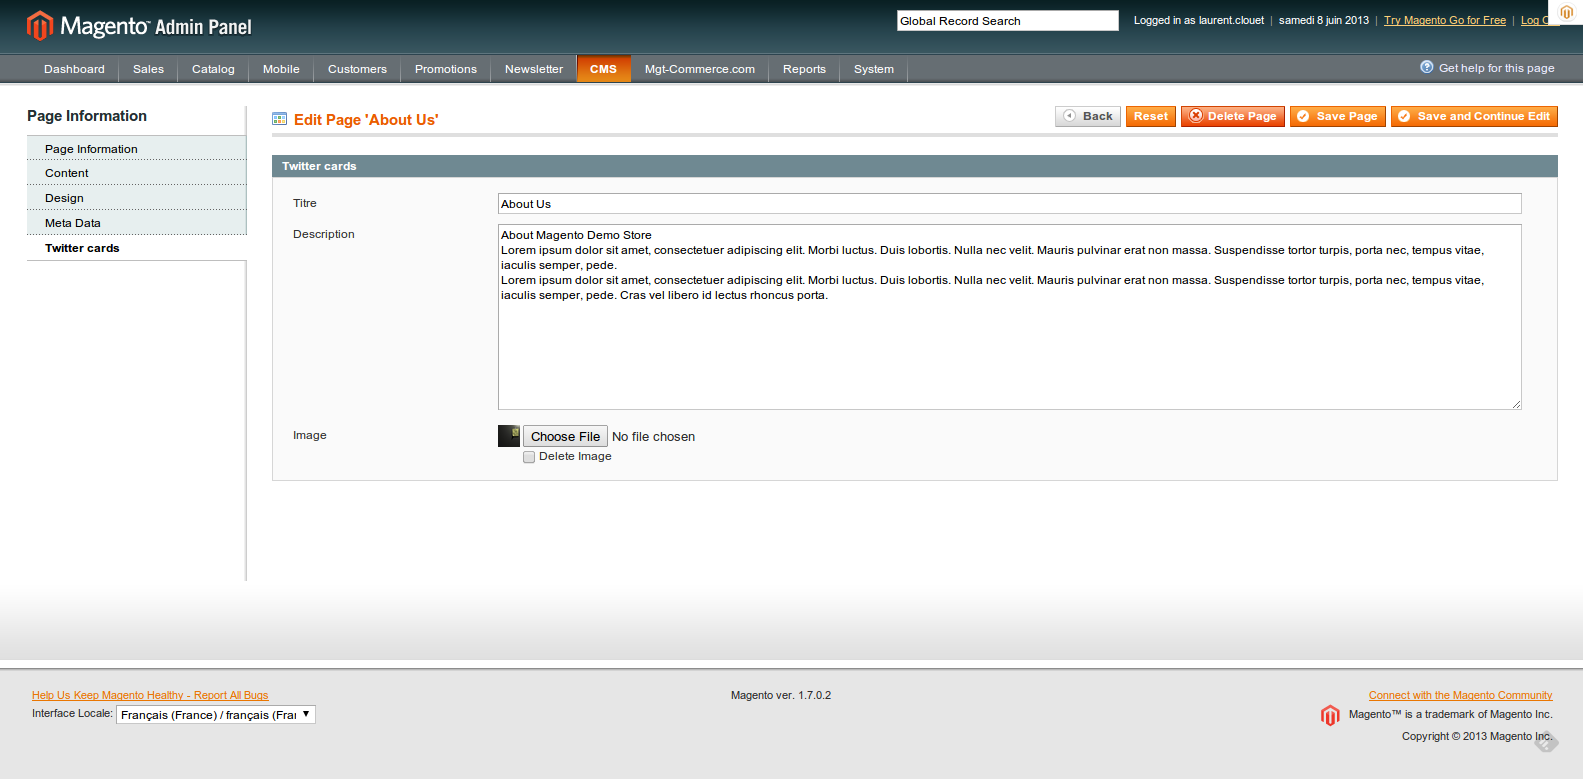 Magento™ Admin Panel
Global Record Search
Logged in as laurent.clouet | samedi 8 juin 2013 | Try Magento Go for Free | Log
Dashboard Sales Catalog Mobile Customers Promotions Newsletter CMS Mgt-Commerce.com Reports System
Get help for this page
Page Information
Page Information
Content
Design
Meta Data
Twitter cards
Edit Page 'About Us'
Back Reset Delete Page Save Page Save and Continue Edit
Twitter cards
Titre
About Us
Description
About Magento Demo Store
Lorem ipsum dolor sit amet, consectetuer adipiscing elit. Morbi luctus. Duis lobortis. Nulla nec velit. Mauris pulvinar erat non massa. Suspendisse tortor turpis, porta nec, tempus vitae,
iaculis semper, pede.
Lorem ipsum dolor sit amet, consectetuer adipiscing elit. Morbi luctus. Duis lobortis. Nulla nec velit. Mauris pulvinar erat non massa. Suspendisse tortor turpis, porta nec, tempus vitae,
iaculis semper, pede. Cras vel libero id lectus rhoncus porta.
Image
Choose File No file chosen
Delete Image
Help Us Keep Magento Healthy - Report All Bugs
Interface Locale: Français (France) / français (Fra
Magento ver. 1.7.0.2
Connect with the Magento Community
Magento™ is a trademark of Magento Inc.
Copyright © 2013 Magento Inc.